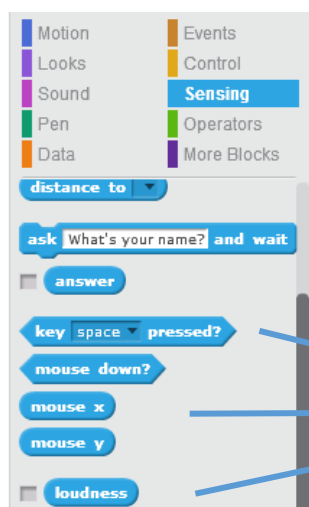 Motion Events
Looks Control
Sound Sensing
Pen Operators
Data More Blocks
distance to
ask What's your name? and wait
answer
key space pressed?
mouse down?
mouse x
mouse y
loudness